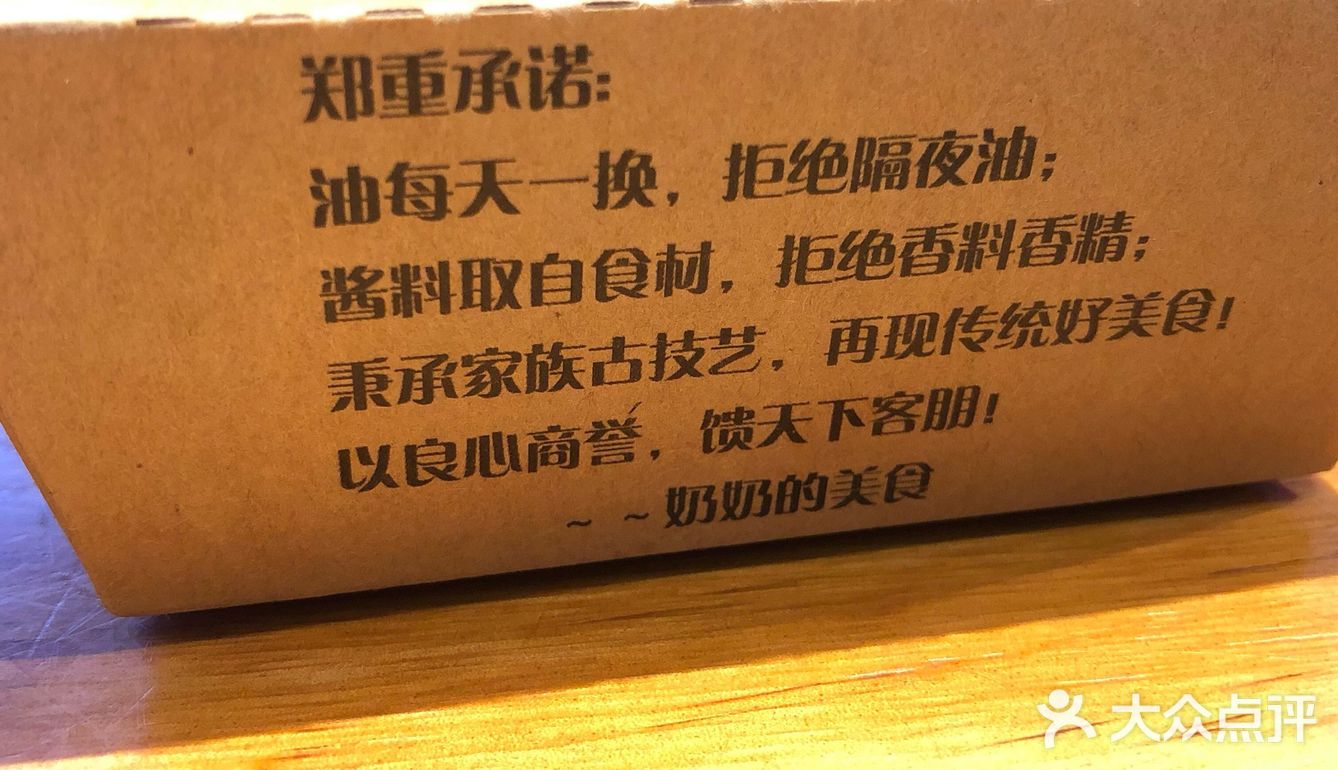 郑重承诺:
油每天一换，拒绝隔夜油；
酱料取自食材，拒绝香料香精；
秉承家族古技艺，再现传统好美食！
以良心商誉，馈天下客朋！
~ ~奶奶的美食
大众点评